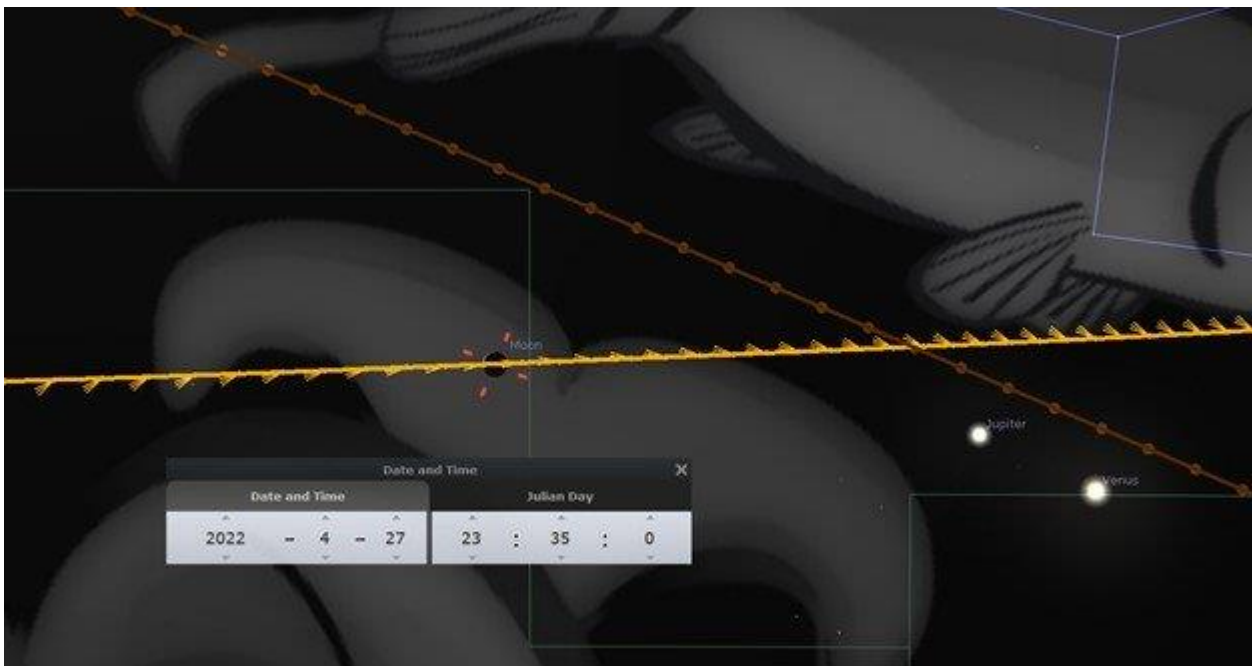 Moon
Jupiter
Venus
Date and Time X
Date and Time Julian Day
2022 - 4 - 27 23 : 35 : 0